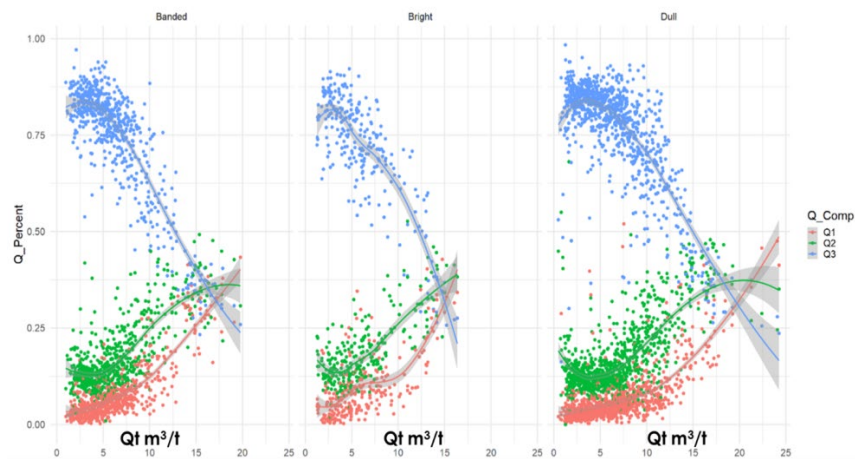 Banded Bright Dull
Q_Percent
1.00
0.75
0.50
0.25
0.00
0 5 10 15 20 25 0 5 10 15 20 25 0 5 10 15 20 25
Qt m³/t Qt m³/t Qt m³/t
Q_Comp
Q1
Q2
Q3